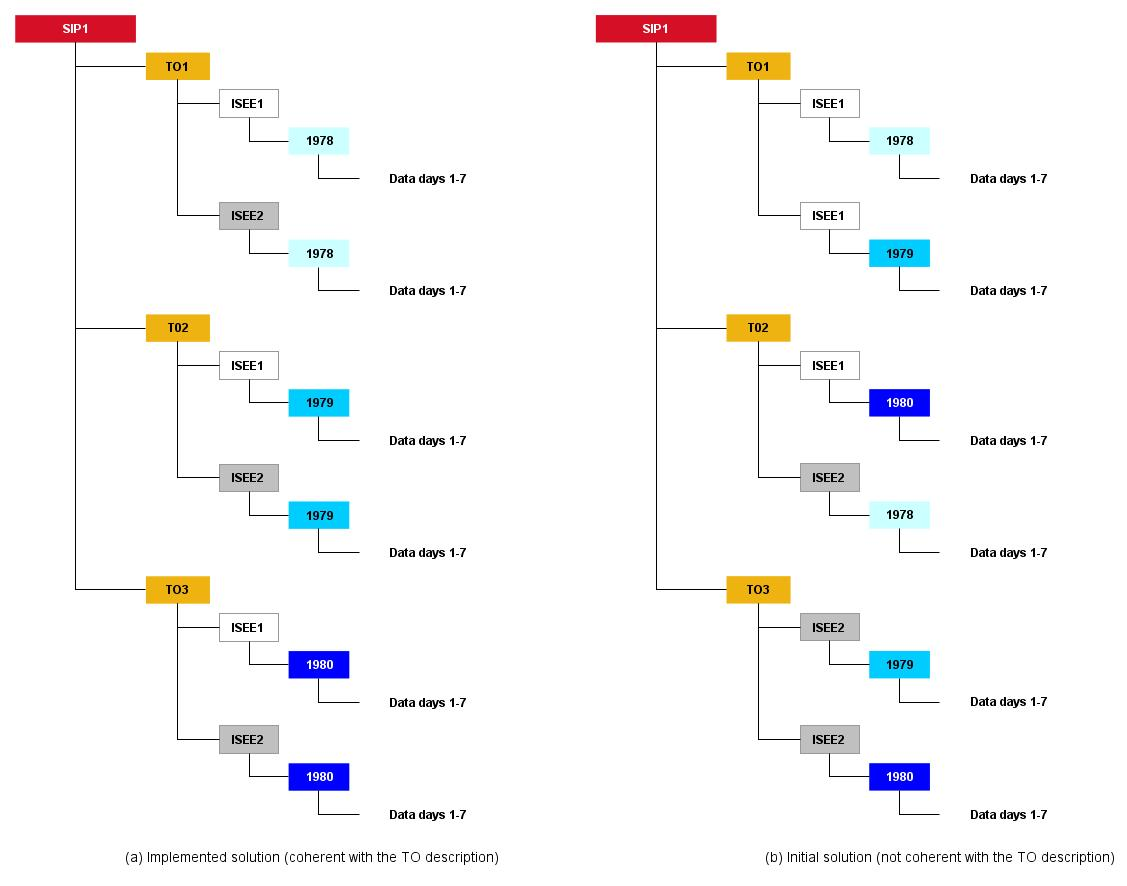 SIP1
TO1
ISEE1
1978
Data days 1-7
ISEE2
1978
Data days 1-7
T02
ISEE1
1979
Data days 1-7
ISEE2
1979
Data days 1-7
TO3
ISEE1
1980
Data days 1-7
ISEE2
1980
Data days 1-7
(a) Implemented solution (coherent with the TO description)
SIP1
TO1
ISEE1
1978
Data days 1-7
ISEE1
1979
Data days 1-7
T02
ISEE1
1980
Data days 1-7
ISEE2
1978
Data days 1-7
TO3
ISEE2
1979
Data days 1-7
ISEE2
1980
Data days 1-7
(b) Initial solution (not coherent with the TO description)